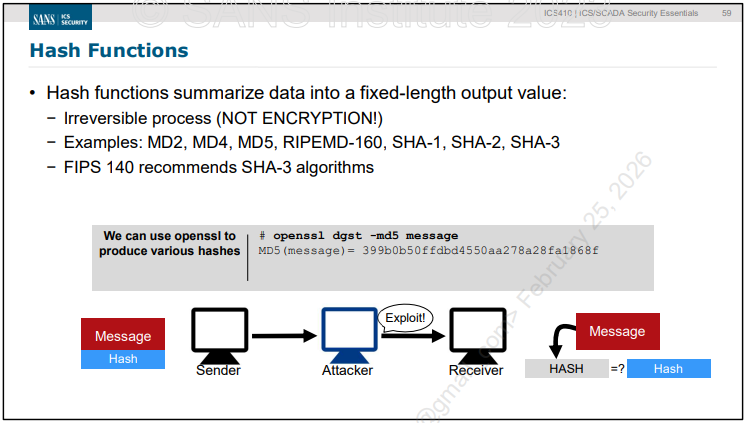 © SANS Institute 2026
SANS
ICS
SECURITY
ICS410 | ICS/SCADA Security Essentials 59
Hash Functions
• Hash functions summarize data into a fixed-length output value:
− Irreversible process (NOT ENCRYPTION!)
− Examples: MD2, MD4, MD5, RIPEMD-160, SHA-1, SHA-2, SHA-3
− FIPS 140 recommends SHA-3 algorithms
We can use openssl to
produce various hashes
# openssl dgst -md5 message
MD5(message)= 399b0b50ffdbd4550aa278a28fa1868f
Exploit!
Message
Hash
Sender
Attacker
Receiver
Message
HASH =? Hash
@gmail.com> February 25, 2026